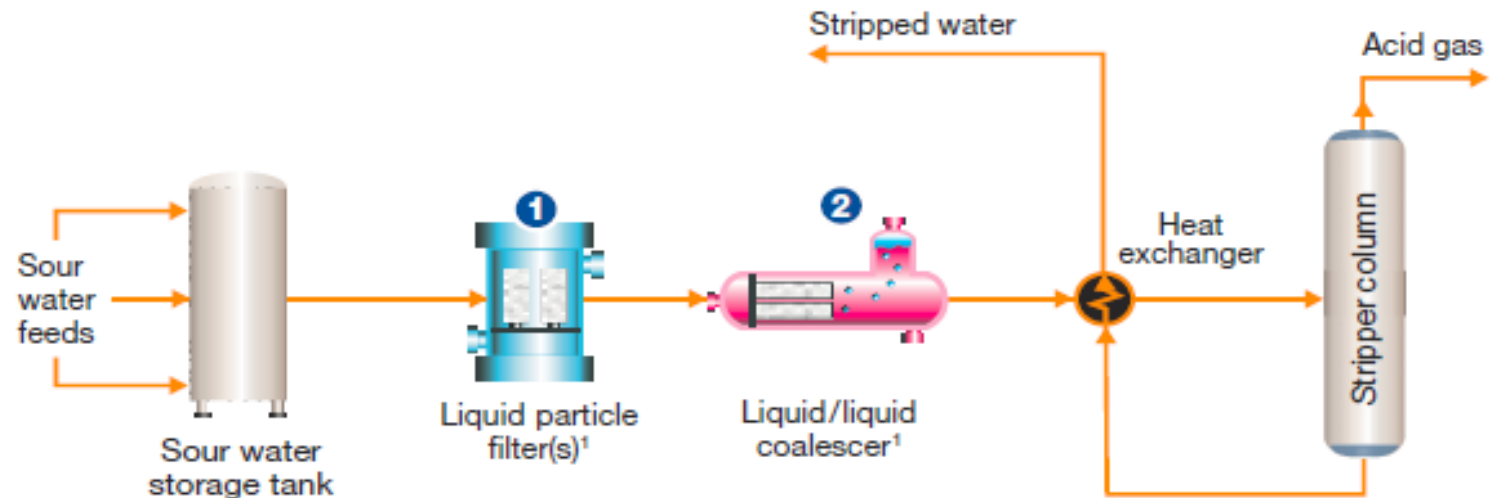 Stripped water
Acid gas
Sour
water
feeds
1
2
Heat
exchanger
Stripper column
Sour water
storage tank
Liquid particle
filter(s)¹
Liquid/liquid
coalescer¹